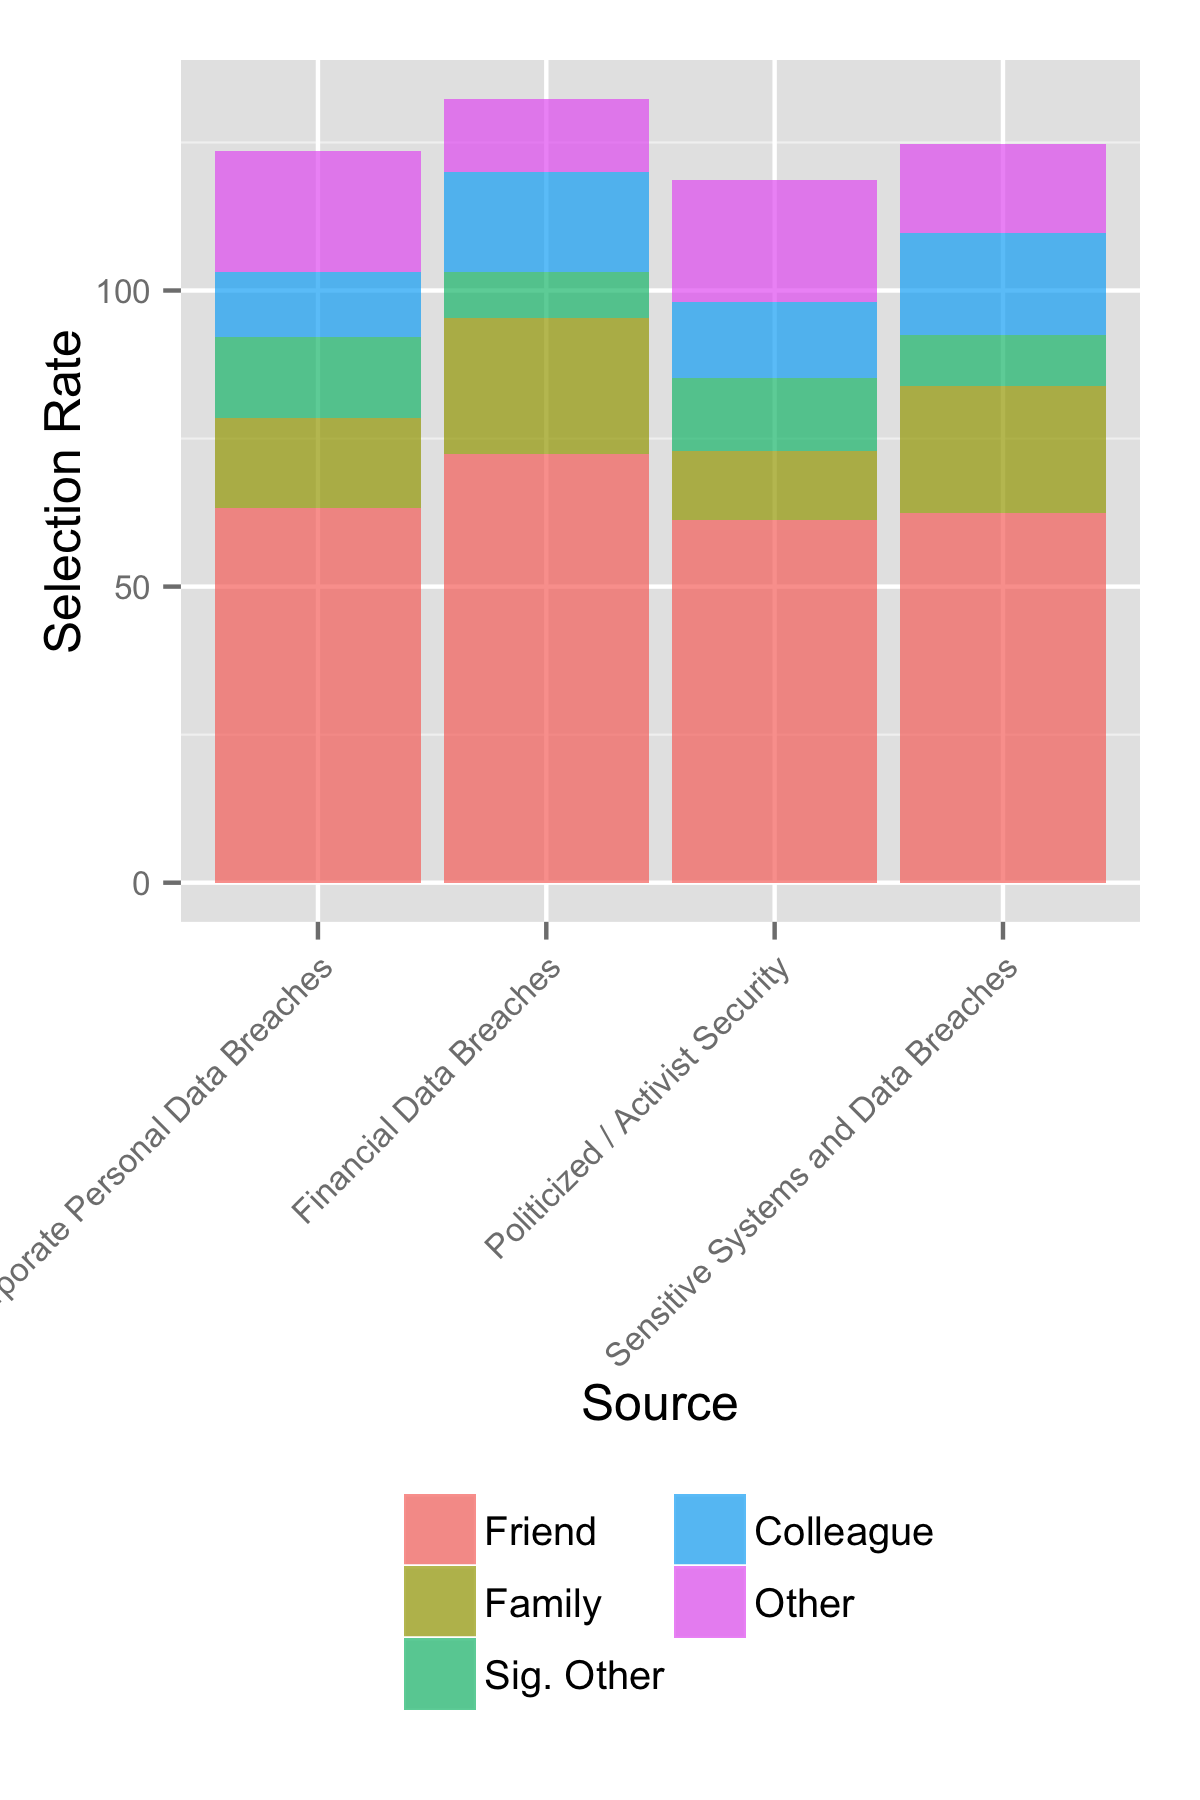 Selection Rate
100
50
0
Personal Data Breaches
Financial Data Breaches
Politicized / Activist Security
Sensitive Systems and Data Breaches
Source
Friend
Family
Sig. Other
Colleague
Other